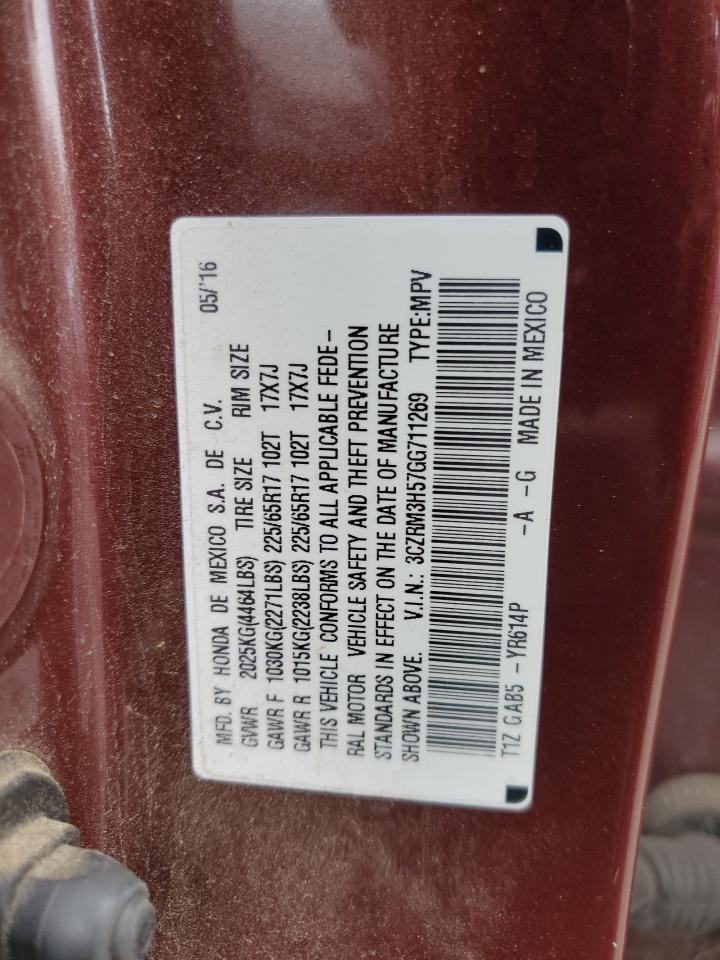 MFD. BY HONDA DE MEXICO S.A. DE C.V. 05/'16
GVWR 2025KG(4464LBS) TIRE SIZE RIM SIZE
GAWR F 1030KG(2271LBS) 225/65R17 102T 17X7J
GAWR R 1015KG(2238LBS) 225/65R17 102T 17X7J
THIS VEHICLE CONFORMS TO ALL APPLICABLE FEDE-
RAL MOTOR VEHICLE SAFETY AND THEFT PREVENTION
STANDARDS IN EFFECT ON THE DATE OF MANUFACTURE
SHOWN ABOVE. V.I.N.: 3CZRM3H57GG711269 TYPE:MPV
T1Z GAB5 -YR614P -A -G MADE IN MEXICO